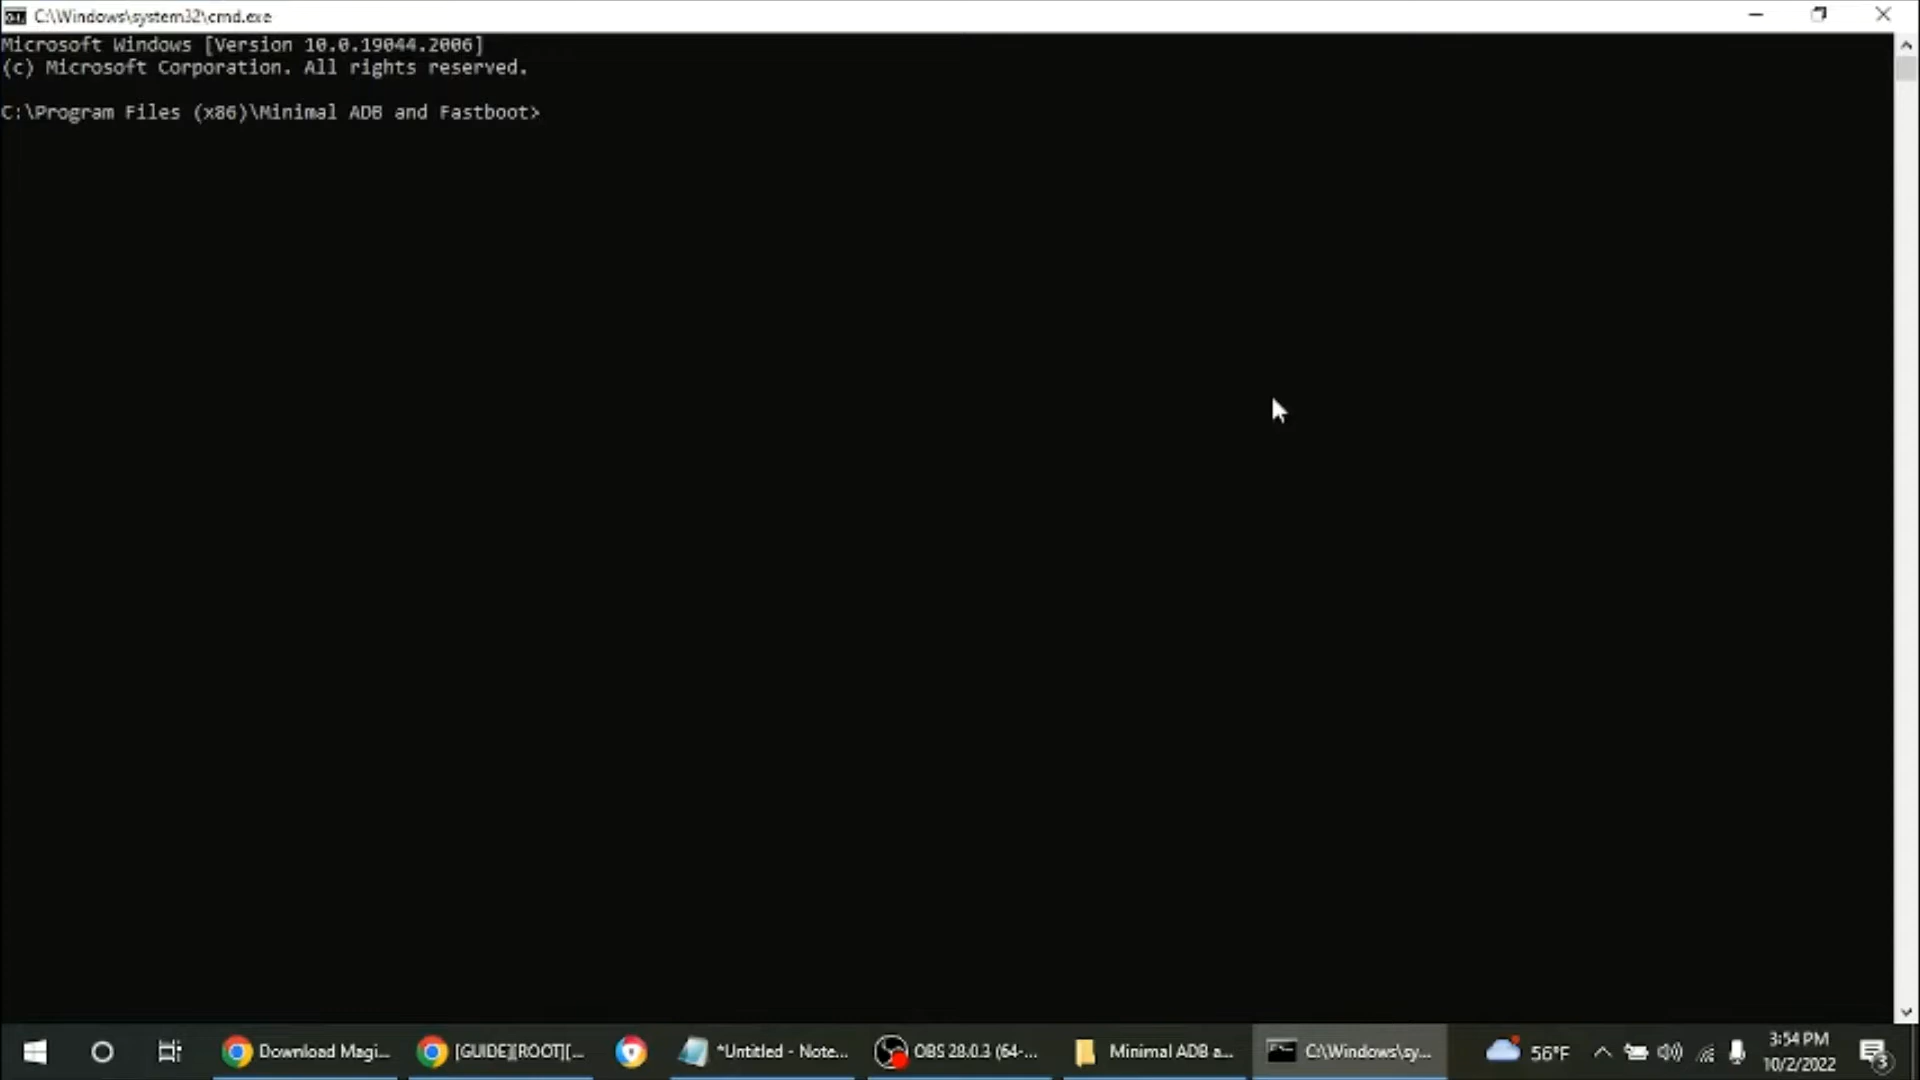 C:\Windows\system32\cmd.exe
Microsoft Windows [Version 10.0.19044.2006]
(c) Microsoft Corporation. All rights reserved.
C:\Program Files (x86)\Minimal ADB and Fastboot>
Download Magi...
[GUIDE][ROOT][...
*Untitled - Note...
OBS 28.0.3 (64-...
Minimal ADB a...
C:\Windows\sy...
56°F
3:54 PM
10/2/2022
3